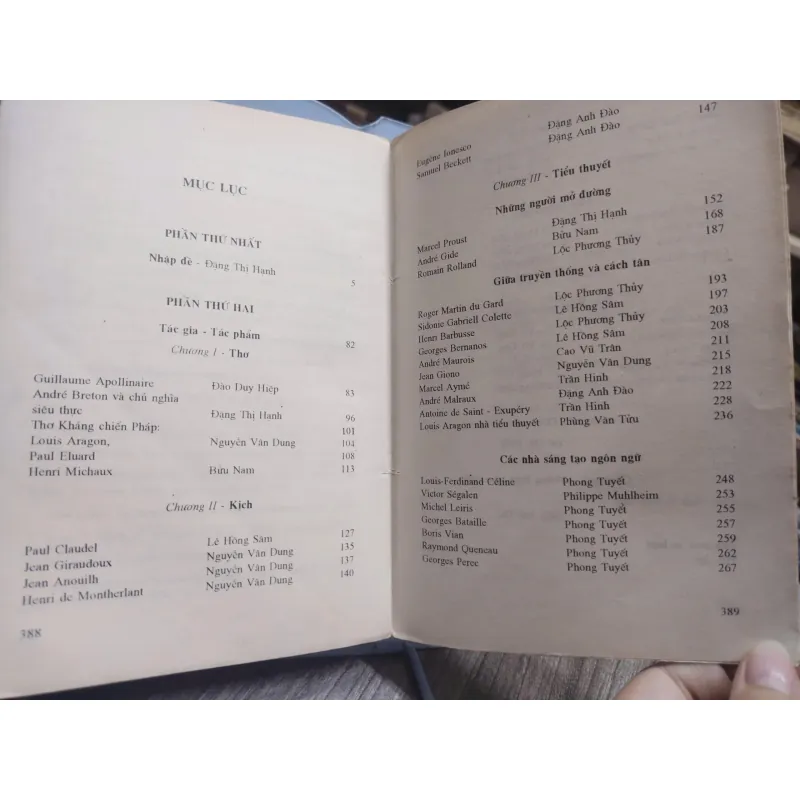 MỤC LỤC
PHẦN THỨ NHẤT
Nhập đề - Đặng Thị Hạnh 5
PHẦN THỨ HAI
Tác gia - Tác phẩm 82
Chương I - Thơ
Guillaume Apollinaire Đào Duy Hiệp 83
André Breton và chủ nghĩa
siêu thực Đặng Thị Hạnh 96
Thơ Kháng chiến Pháp: 101
Louis Aragon, Nguyễn Văn Dung 104
Paul Eluard 108
Henri Michaux Bửu Nam 113
Chương II - Kịch
Paul Claudel Lê Hồng Sâm 127
Jean Giraudoux Nguyễn Văn Dung 135
Jean Anouilh Nguyễn Văn Dung 137
Henri de Montherlant Nguyễn Văn Dung 140
388
Eugène Ionesco Đặng Anh Đào 147
Samuel Beckett Đặng Anh Đào
Chương III - Tiểu thuyết
Những người mở đường
Marcel Proust Đặng Thị Hạnh 152
André Gide Bửu Nam 168
Romain Rolland Lộc Phương Thủy 187
Giữa truyền thống và cách tân
Roger Martin du Gard Lộc Phương Thủy 193
Sidonie Gabriell Colette Lê Hồng Sâm 197
Henri Barbusse Lộc Phương Thủy 203
Georges Bernanos Lê Hồng Sâm 208
André Maurois Cao Vũ Trân 211
Jean Giono Nguyễn Văn Dung 215
Marcel Aymé Trần Hinh 218
André Malraux Đặng Anh Đào 222
Antoine de Saint - Exupéry Trần Hinh 228
Louis Aragon nhà tiểu thuyết Phùng Văn Tửu 236
Các nhà sáng tạo ngôn ngữ
Louis-Ferdinand Céline Phong Tuyết 248
Victor Ségalen Philippe Muhlheim 253
Michel Leiris Phong Tuyết 255
Georges Bataille Phong Tuyết 257
Boris Vian Phong Tuyết 259
Raymond Queneau Phong Tuyết 262
Georges Perec Phong Tuyết 267
389